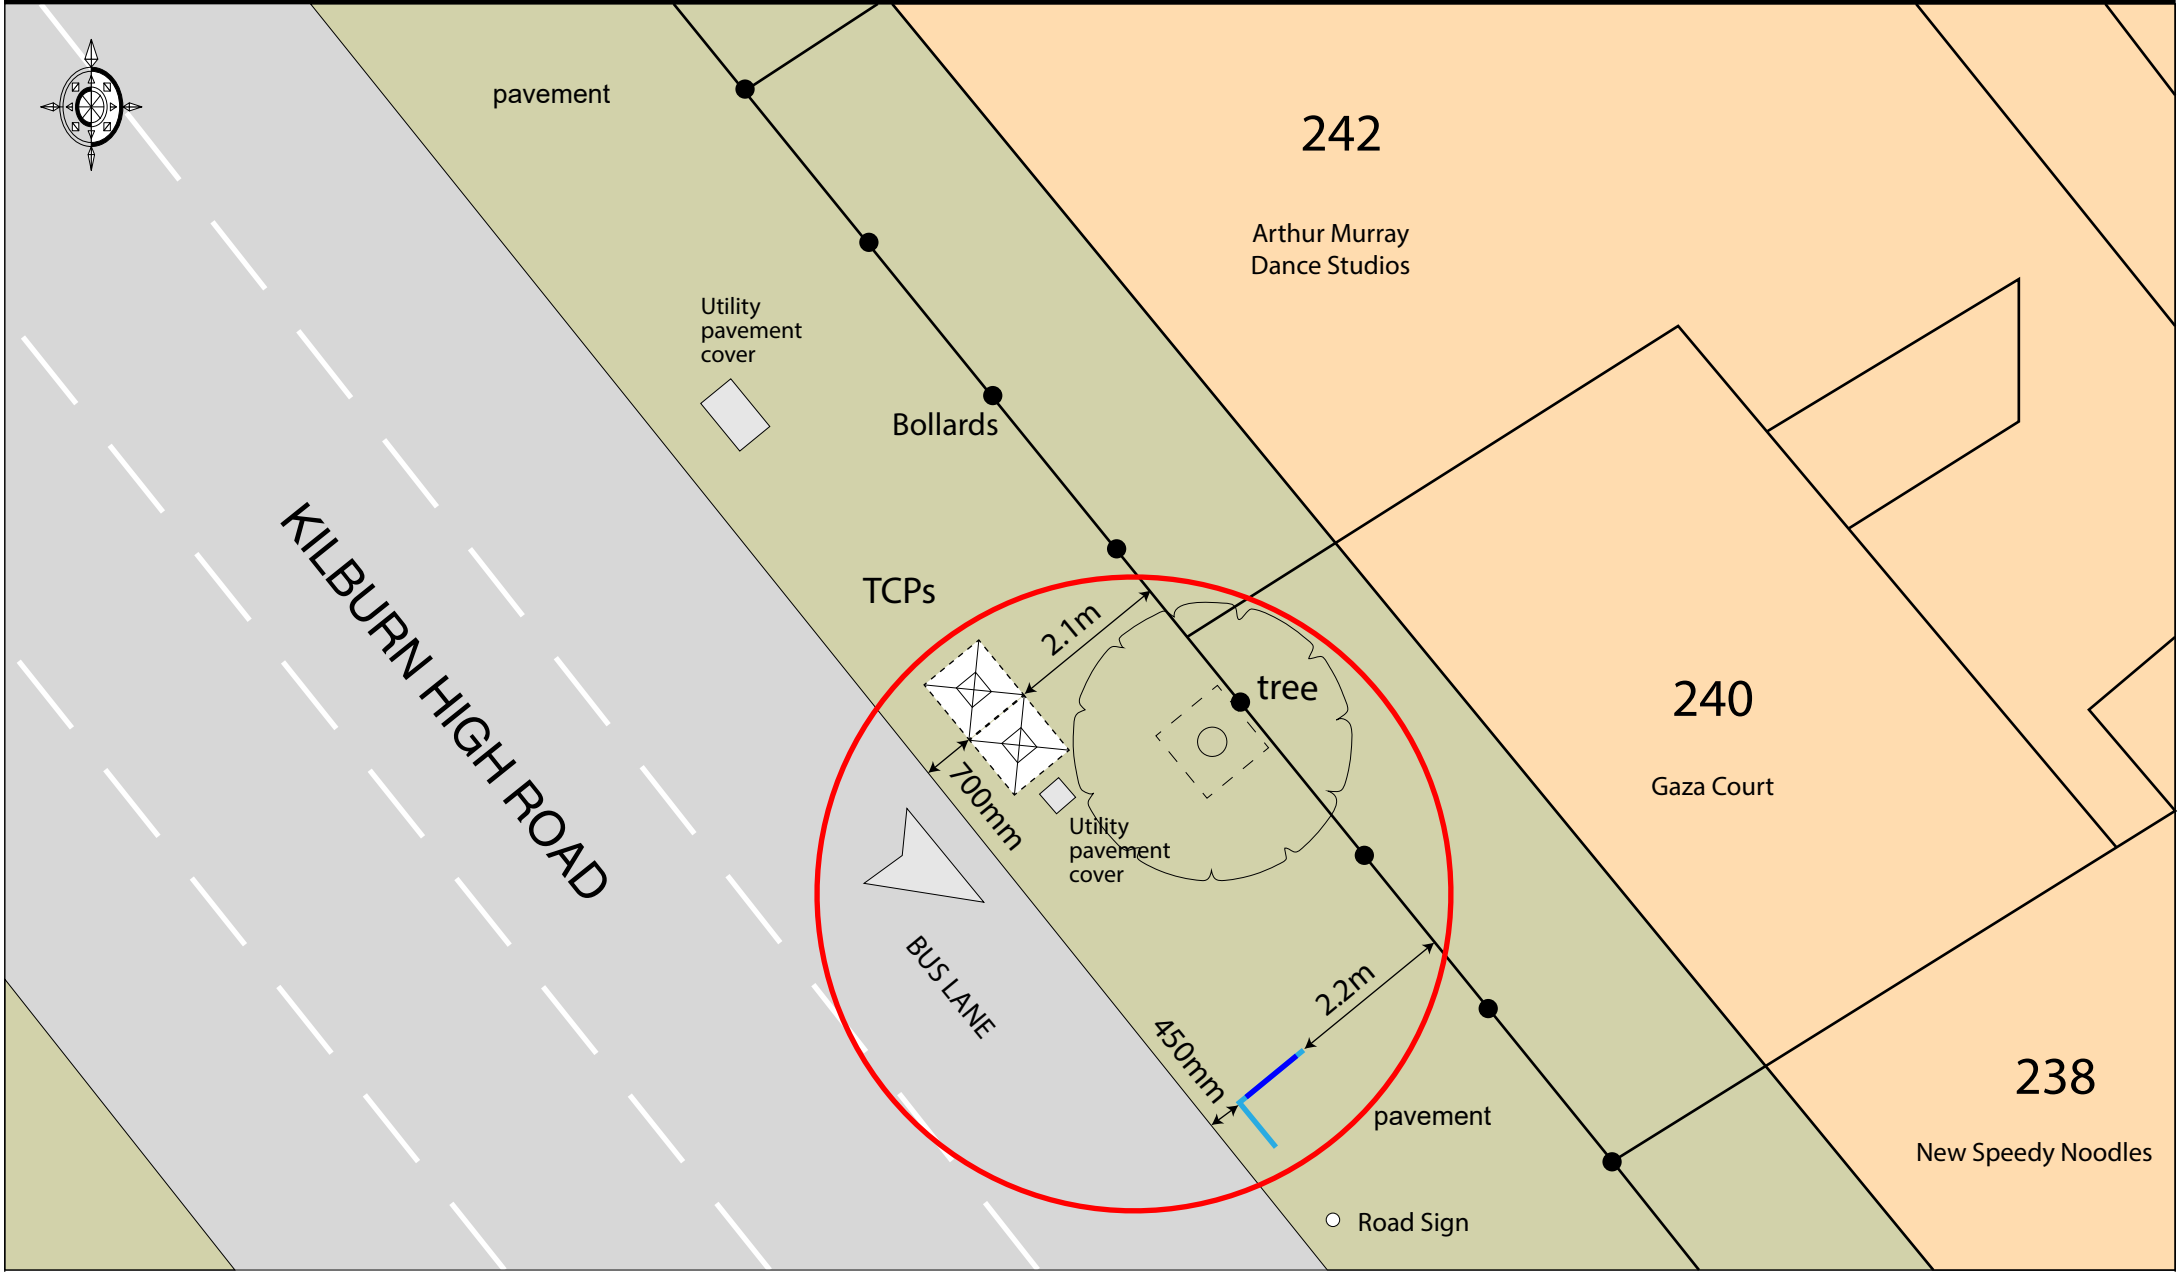 pavement
242
Arthur Murray
Dance Studios
Utility
pavement
cover
Bollards
KILBURN HIGH ROAD
TCPs
2.1m
tree
240
Gaza Court
700mm
Utility
pavement
cover
BUS LANE
2.2m
450mm
pavement
238
New Speedy Noodles
Road Sign